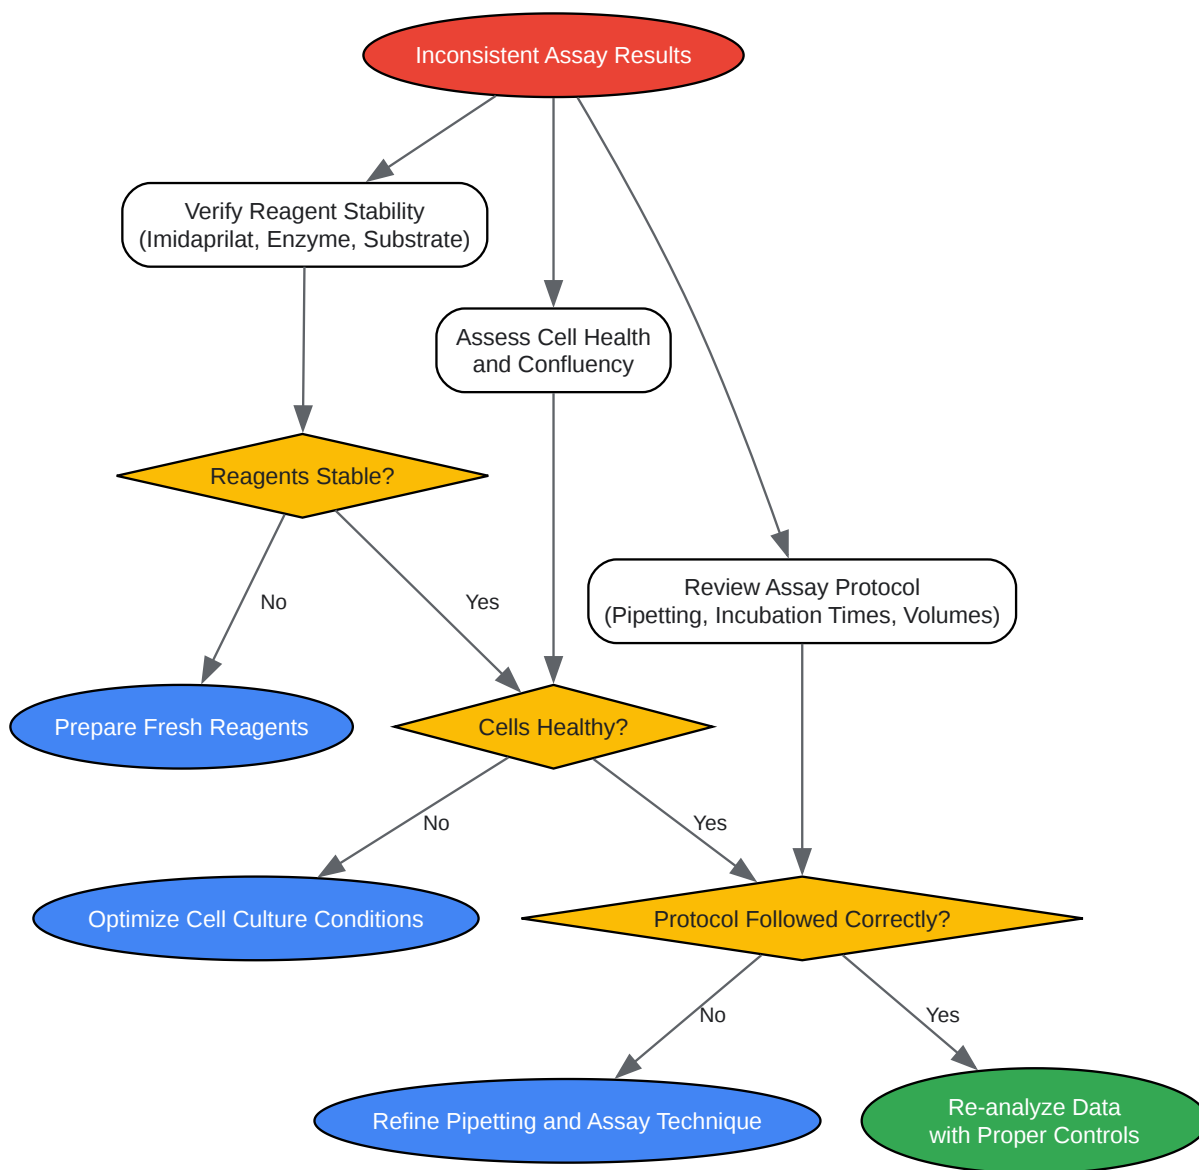 Inconsistent Assay Results
Verify Reagent Stability
(Imidaprilat, Enzyme, Substrate)
Assess Cell Health
and Confluency
Reagents Stable?
Review Assay Protocol
(Pipetting, Incubation Times, Volumes)
No
Yes
Prepare Fresh Reagents
Cells Healthy?
No
Yes
Optimize Cell Culture Conditions
Protocol Followed Correctly?
No
Yes
Refine Pipetting and Assay Technique
Re-analyze Data
with Proper Controls